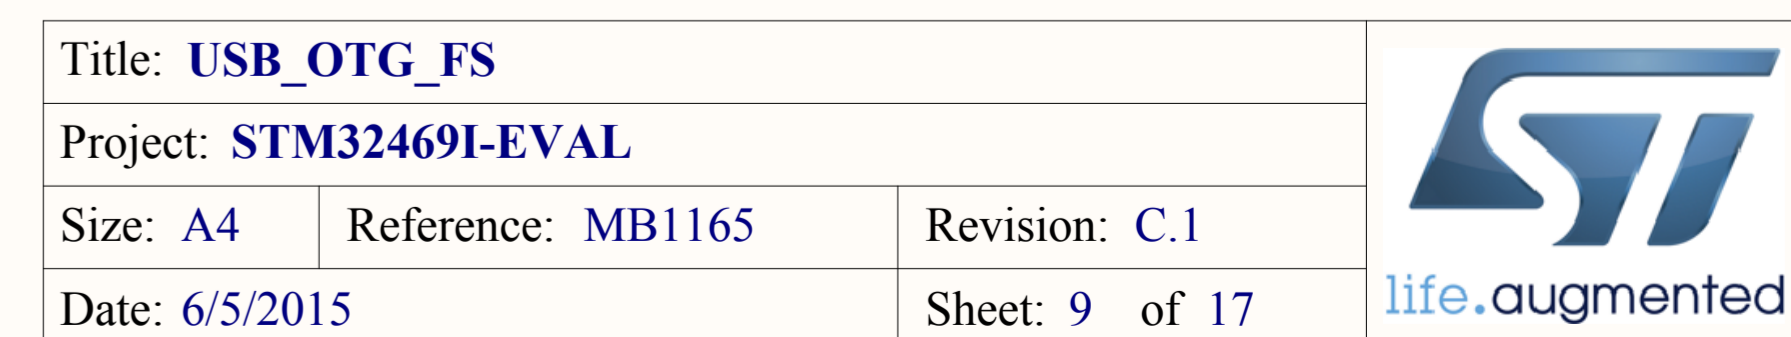 Title: USB_OTG_FS
Project: STM32469I-EVAL
Size: A4 Reference: MB1165 Revision: C.1
Date: 6/5/2015 Sheet: 9 of 17
ST
life.augmented